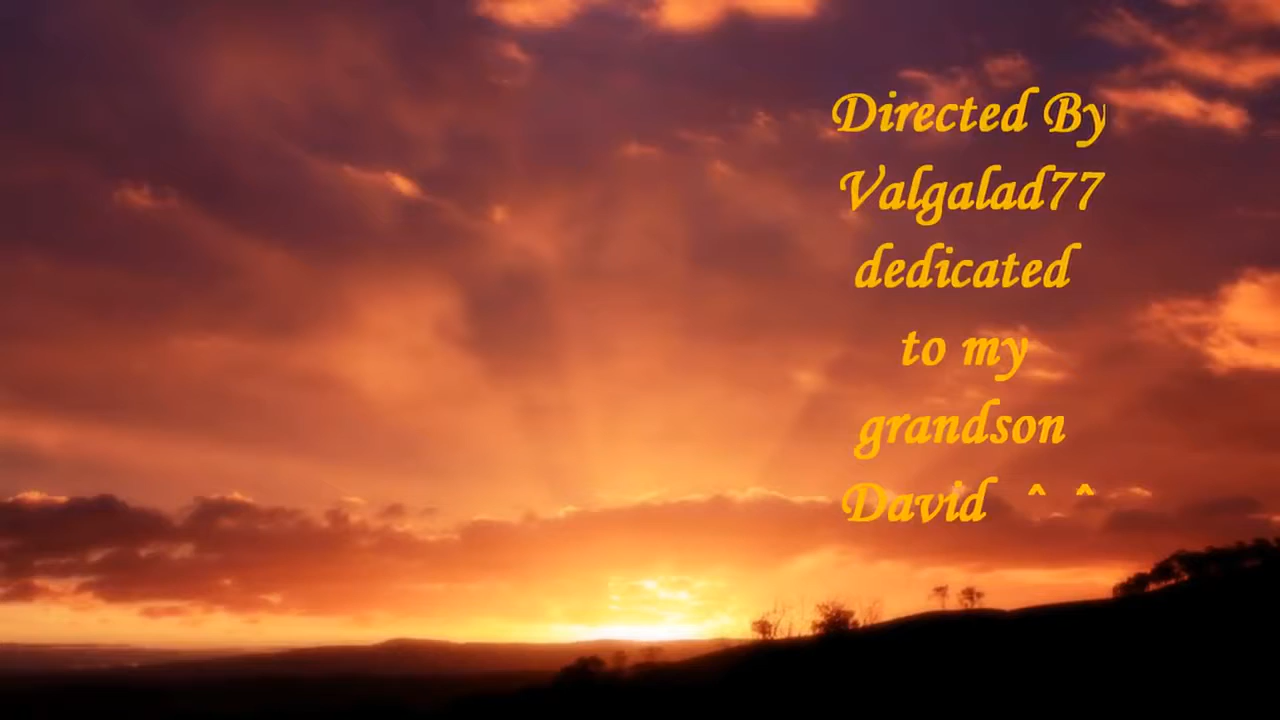 Directed By
Valgalad77
dedicated
to my
grandson
David ^ ^